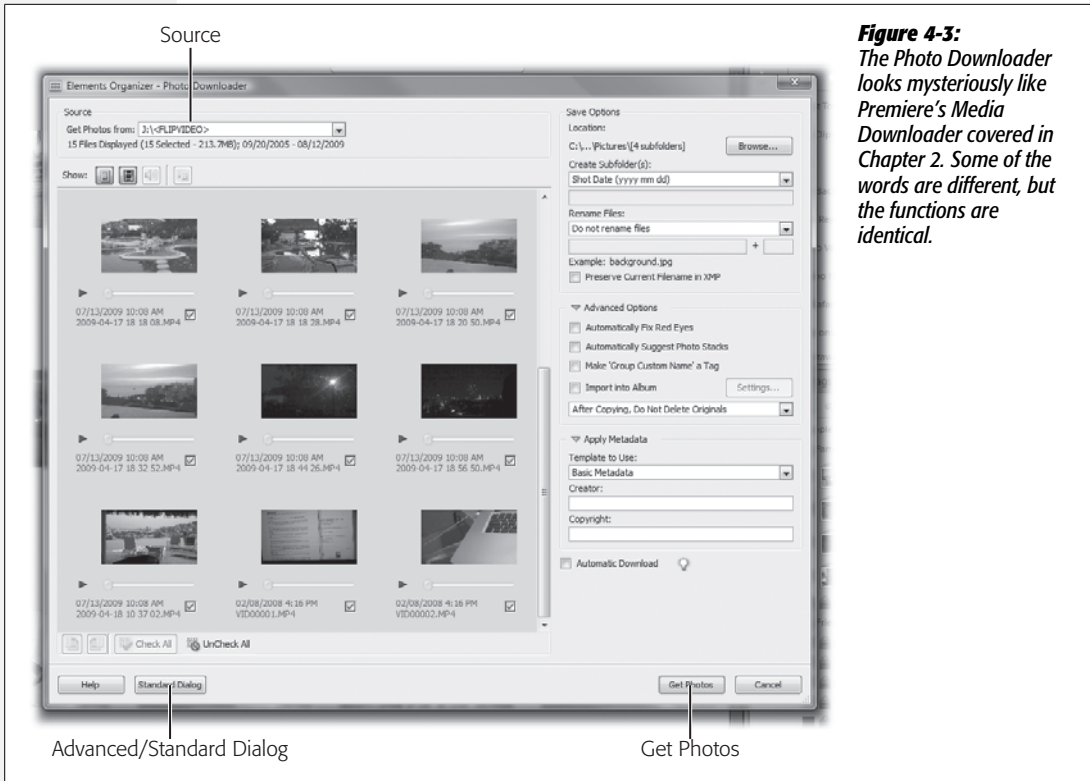 Source
Figure 4-3:
The Photo Downloader
looks mysteriously like
Premiere's Media
Downloader covered in
Chapter 2. Some of the
words are different, but
the functions are
identical.
Elements Organizer - Photo Downloader
Source
Get Photos from: J:\<FLIPVIDEO>
15 Files Displayed (15 Selected - 213.7MB); 09/20/2005 - 08/12/2009
Show:
07/13/2009 10:08 AM
2009-04-17 18 18 08.MP4
07/13/2009 10:08 AM
2009-04-17 18 18 28.MP4
07/13/2009 10:08 AM
2009-04-17 18 20 50.MP4
07/13/2009 10:08 AM
2009-04-17 18 32 52.MP4
07/13/2009 10:08 AM
2009-04-17 18 44 26.MP4
07/13/2009 10:08 AM
2009-04-17 18 56 50.MP4
07/13/2009 10:08 AM
2009-04-18 10 37 02.MP4
02/08/2008 4:16 PM
VID00001.MP4
02/08/2008 4:16 PM
VID00002.MP4
Check All
UnCheck All
Save Options
Location:
C:\...\Pictures\[4 subfolders]
Browse...
Create Subfolder(s):
Shot Date (yyyy mm dd)
Rename Files:
Do not rename files
+
Example: background.jpg
Preserve Current Filename in XMP
Advanced Options
Automatically Fix Red Eyes
Automatically Suggest Photo Stacks
Make 'Group Custom Name' a Tag
Import into Album
Settings...
After Copying, Do Not Delete Originals
Apply Metadata
Template to Use:
Basic Metadata
Creator:
Copyright:
Automatic Download
Help
Standard Dialog
Get Photos
Cancel
Advanced/Standard Dialog
Get Photos